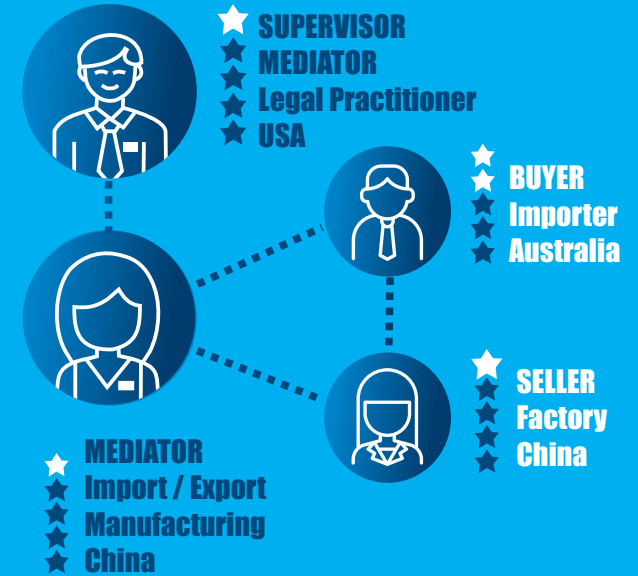 SUPERVISOR
MEDIATOR
Legal Practitioner
USA
BUYER
Importer
Australia
SELLER
Factory
China
MEDIATOR
Import / Export
Manufacturing
China